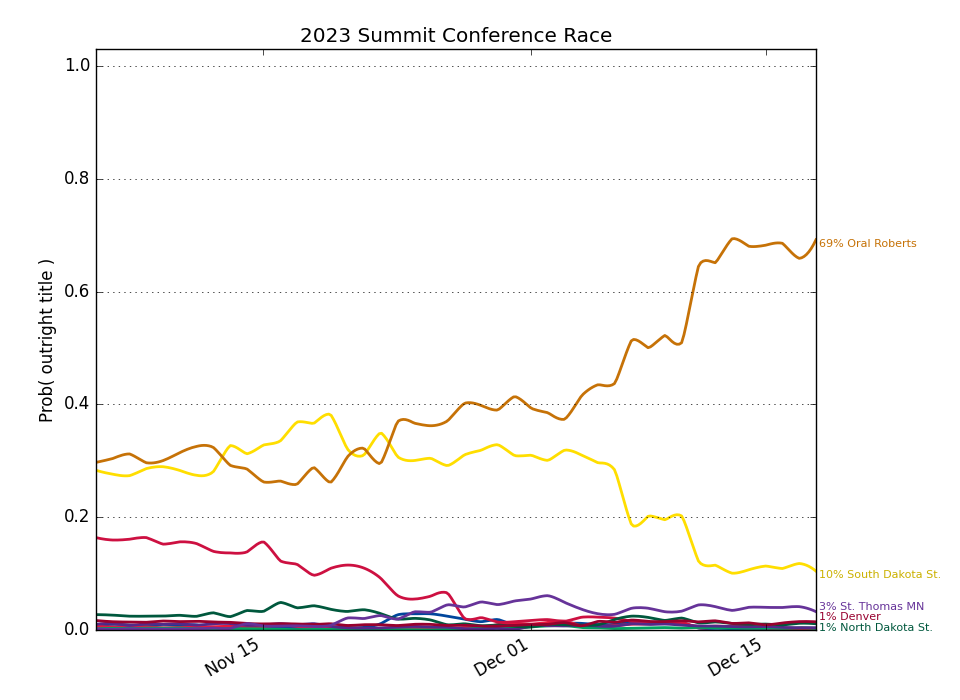 2023 Summit Conference Race
Prob( outright title )
1.0
0.8
0.6
0.4
0.2
0.0
Nov 15
Dec 01
Dec 15
69% Oral Roberts
10% South Dakota St.
3% St. Thomas MN
1% Denver
1% North Dakota St.